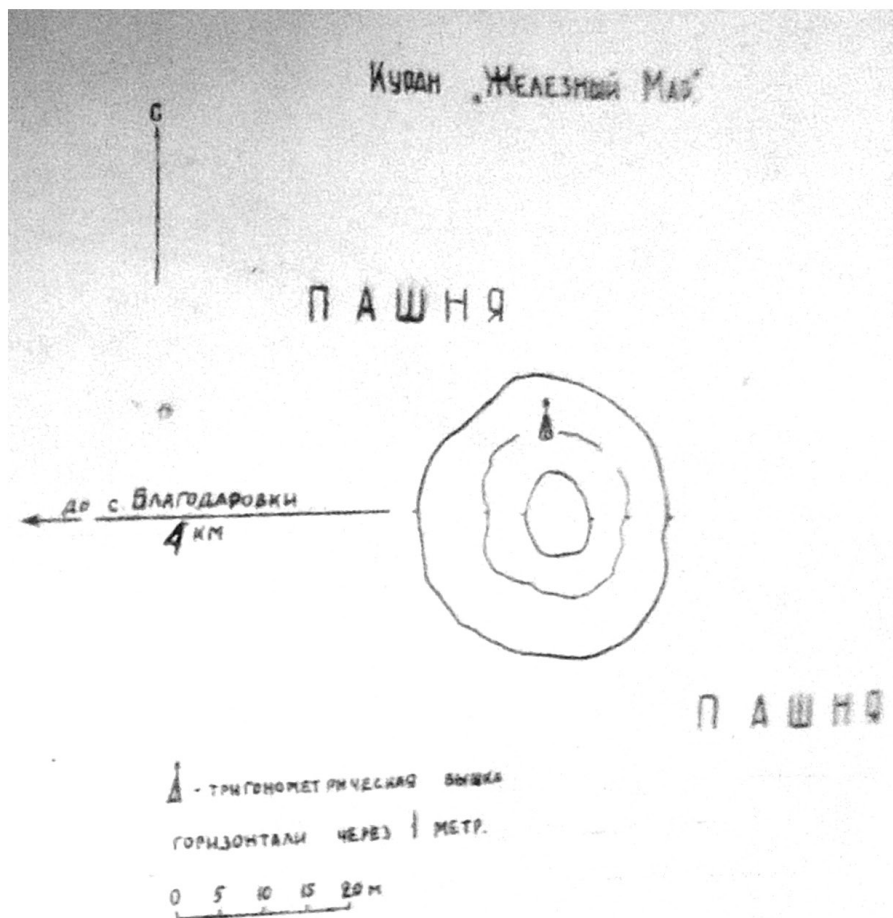 Курган „Железный Мар"
С
ПАШНЯ
до с. Благодаровки
4 км
ПАШНЯ
- тригонометрическая вышка
горизонтали через 1 метр.
0 5 10 15 20 м